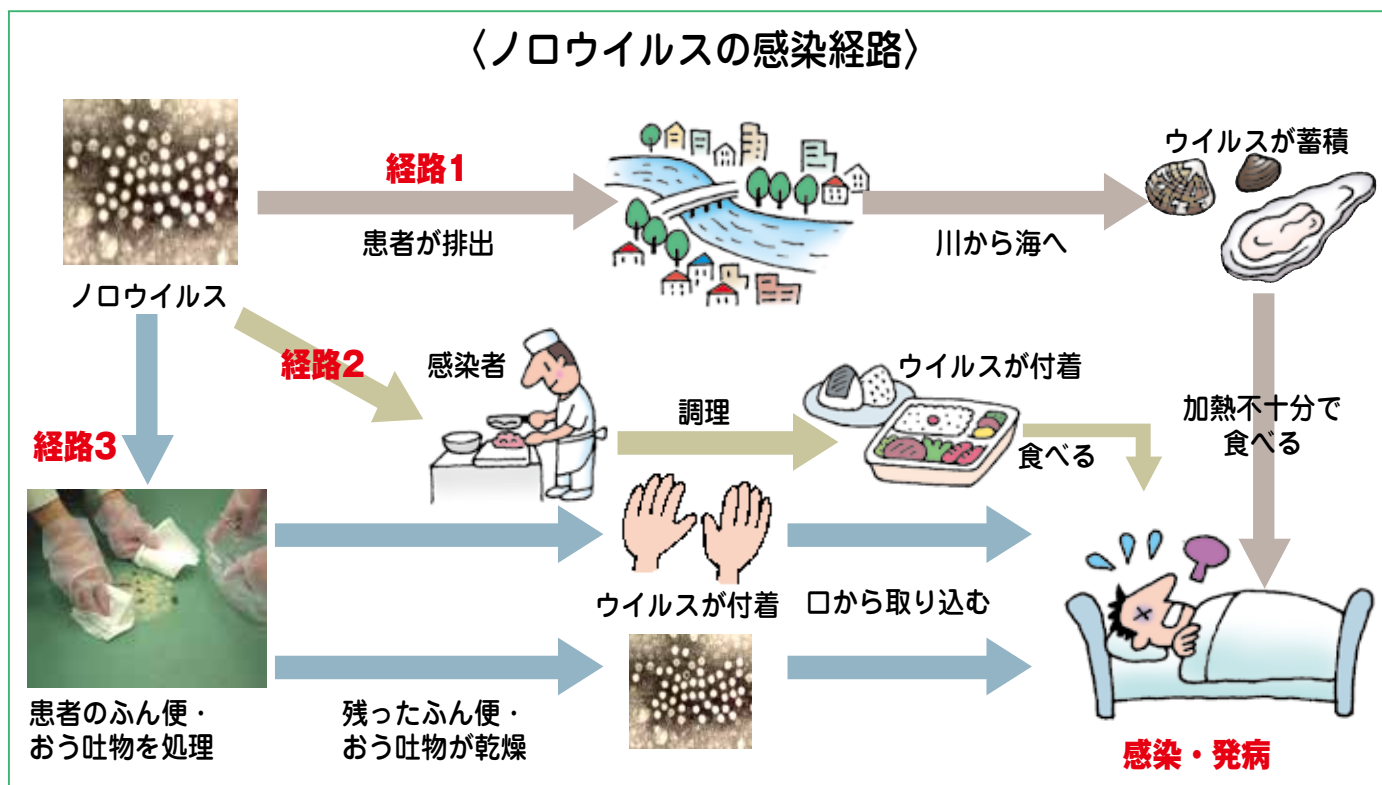 〈ノロウイルスの感染経路〉
ノロウイルス
経路1
患者が排出
川から海へ
ウイルスが蓄積
加熱不十分で
食べる
経路2
感染者
調理
ウイルスが付着
食べる
経路3
患者のふん便・
おう吐物を処理
ウイルスが付着
口から取り込む
残ったふん便・
おう吐物が乾燥
感染・発病